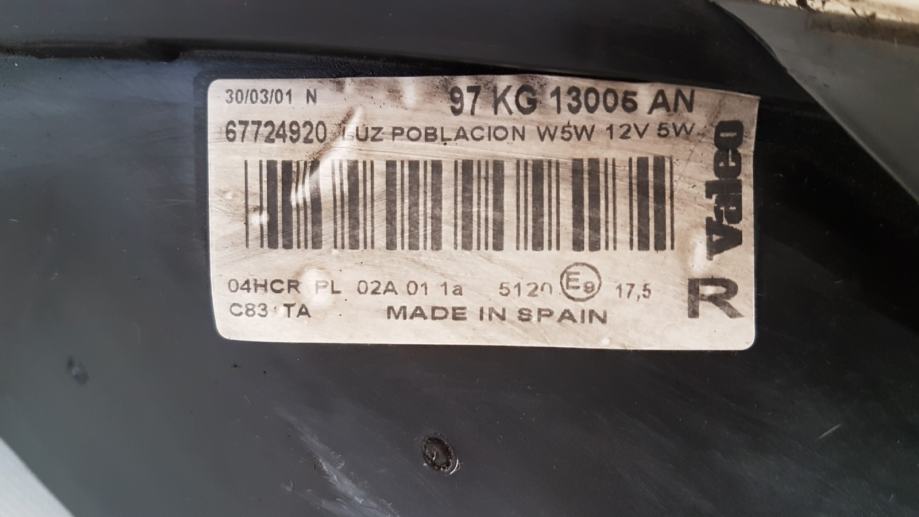 30/03/01 N 97 KG 13005 AN
67724920 LUZ POBLACION W5W 12V 5W
Valeo
04HCR PL 02A 01 1a 5120 E9 17,5
R
C83 TA MADE IN SPAIN